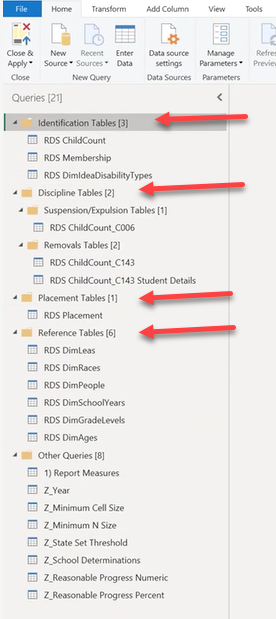 File Home Transform Add Column View
Close & Apply New Source Recent Sources Enter Data Data source settings Manage Parameters Refresh Preview
Close New Query Data Sources Parameters
Queries [21]
Identification Tables [3]
RDS ChildCount
RDS Membership
RDS DimIdeaDisabilityTypes
Discipline Tables [2]
Suspension/Expulsion Tables [1]
RDS ChildCount_C006
Removals Tables [2]
RDS ChildCount_C143
RDS ChildCount_C143 Student Details
Placement Tables [1]
RDS Placement
Reference Tables [6]
RDS DimLeas
RDS DimRaces
RDS DimPeople
RDS DimSchoolYears
RDS DimGradeLevels
RDS DimAges
Other Queries [8]
1) Report Measures
Z_Year
Z_Minimum Cell Size
Z_Minimum N Size
Z_State Set Threshold
Z_School Determinations
Z_Reasonable Progress Numeric
Z_Reasonable Progress Percent